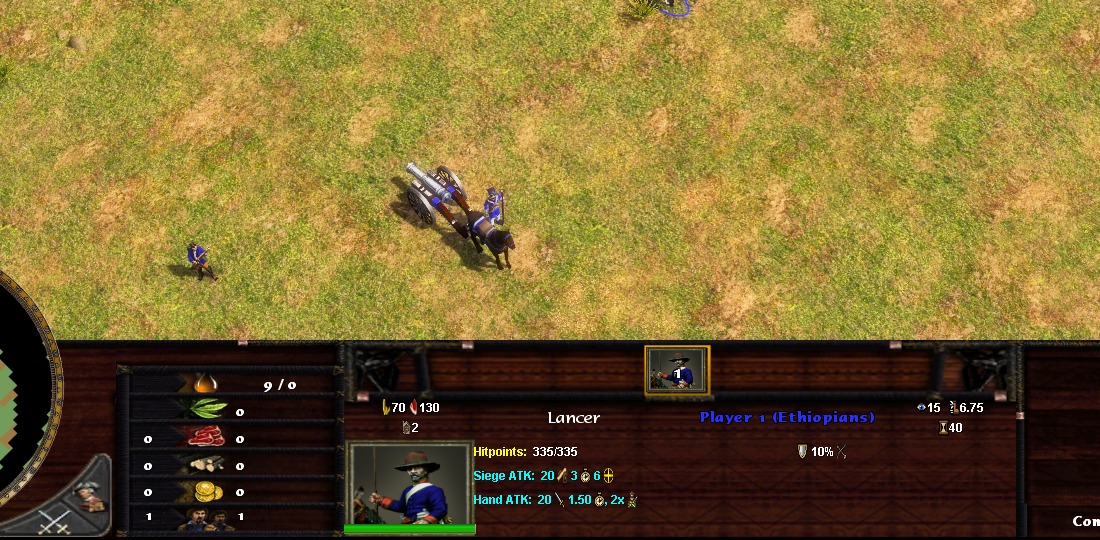 1
9 / 0
0
0 0
0 0
0 0
1 1
70 130
2
Lancer
Player 1 (Ethiopians)
15 6.75
40
Hitpoints: 335/335
10%
Siege ATK: 20 3 6
Hand ATK: 20 1.50 , 2x
Con